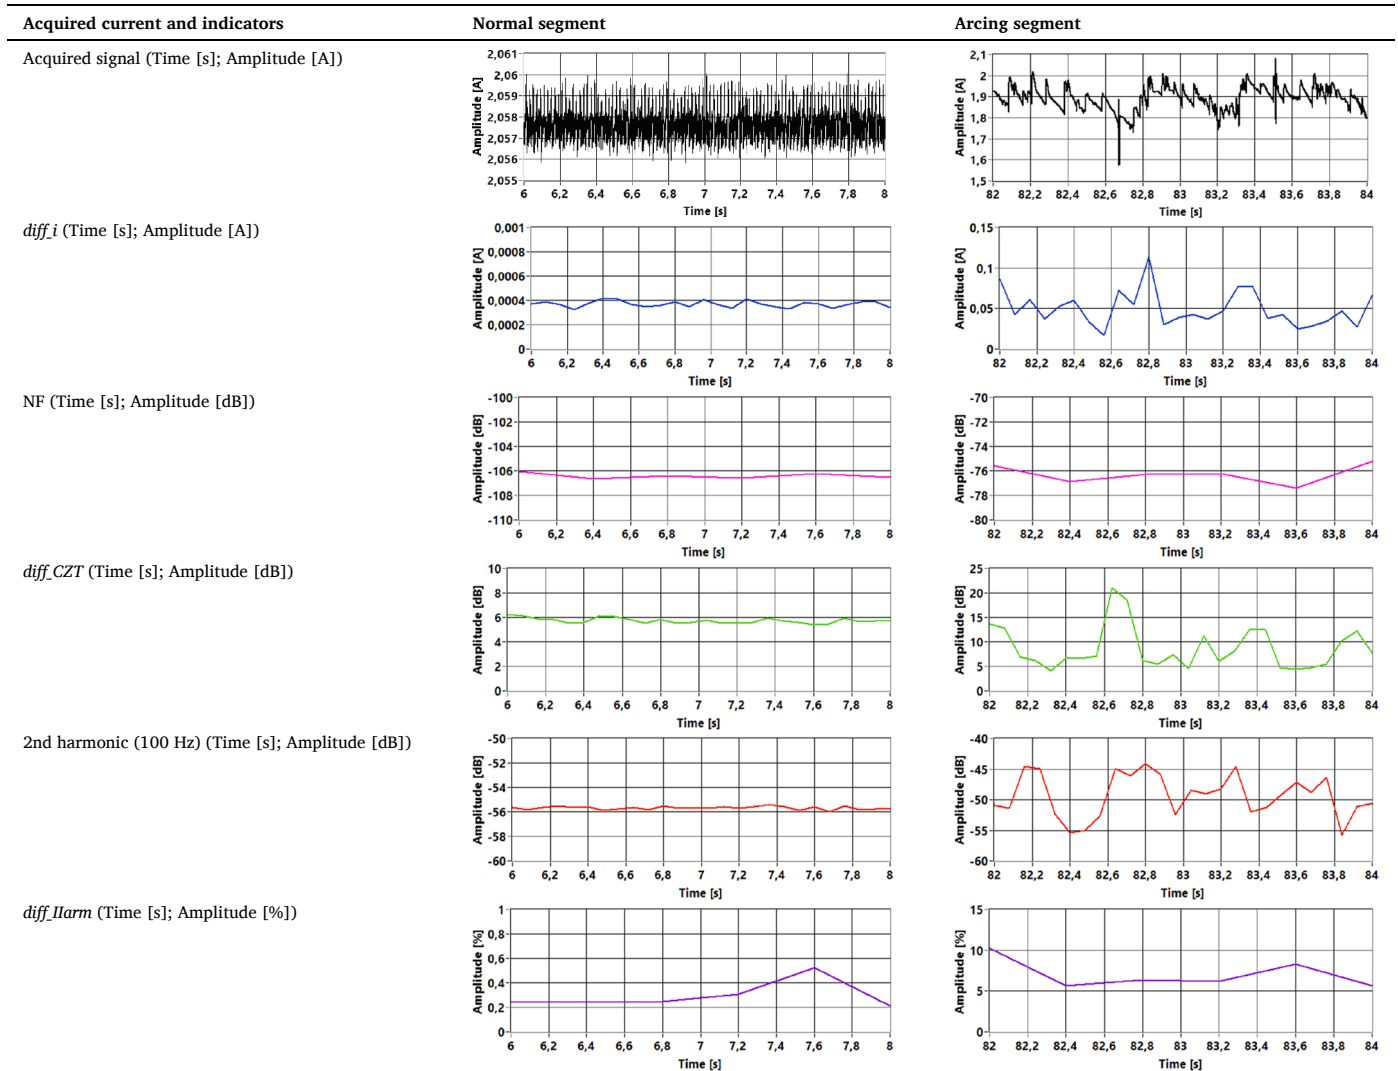 Acquired current and indicators Normal segment Arcing segment
Acquired signal (Time [s]; Amplitude [A])
Amplitude [A]
2,061
2,06
2,059
2,058
2,057
2,056
2,055
6 6,2 6,4 6,6 6,8 7 7,2 7,4 7,6 7,8 8
Time [s]
Amplitude [A]
2,1
2
1,9
1,8
1,7
1,6
1,5
82 82,2 82,4 82,6 82,8 83 83,2 83,4 83,6 83,8 84
Time [s]
diff_i (Time [s]; Amplitude [A])
Amplitude [A]
0,001
0,0008
0,0006
0,0004
0,0002
0
6 6,2 6,4 6,6 6,8 7 7,2 7,4 7,6 7,8 8
Time [s]
Amplitude [A]
0,15
0,1
0,05
0
82 82,2 82,4 82,6 82,8 83 83,2 83,4 83,6 83,8 84
Time [s]
NF (Time [s]; Amplitude [dB])
Amplitude [dB]
-100
-102
-104
-106
-108
-110
6 6,2 6,4 6,6 6,8 7 7,2 7,4 7,6 7,8 8
Time [s]
Amplitude [dB]
-70
-72
-74
-76
-78
-80
82 82,2 82,4 82,6 82,8 83 83,2 83,4 83,6 83,8 84
Time [s]
diff_CZT (Time [s]; Amplitude [dB])
Amplitude [dB]
10
8
6
4
2
0
6 6,2 6,4 6,6 6,8 7 7,2 7,4 7,6 7,8 8
Time [s]
Amplitude [dB]
25
20
15
10
5
0
82 82,2 82,4 82,6 82,8 83 83,2 83,4 83,6 83,8 84
Time [s]
2nd harmonic (100 Hz) (Time [s]; Amplitude [dB])
Amplitude [dB]
-50
-52
-54
-56
-58
-60
6 6,2 6,4 6,6 6,8 7 7,2 7,4 7,6 7,8 8
Time [s]
Amplitude [dB]
-40
-45
-50
-55
-60
82 82,2 82,4 82,6 82,8 83 83,2 83,4 83,6 83,8 84
Time [s]
diff_IIarm (Time [s]; Amplitude [%])
Amplitude [%]
1
0,8
0,6
0,4
0,2
0
6 6,2 6,4 6,6 6,8 7 7,2 7,4 7,6 7,8 8
Time [s]
Amplitude [%]
15
10
5
0
82 82,2 82,4 82,6 82,8 83 83,2 83,4 83,6 83,8 84
Time [s]